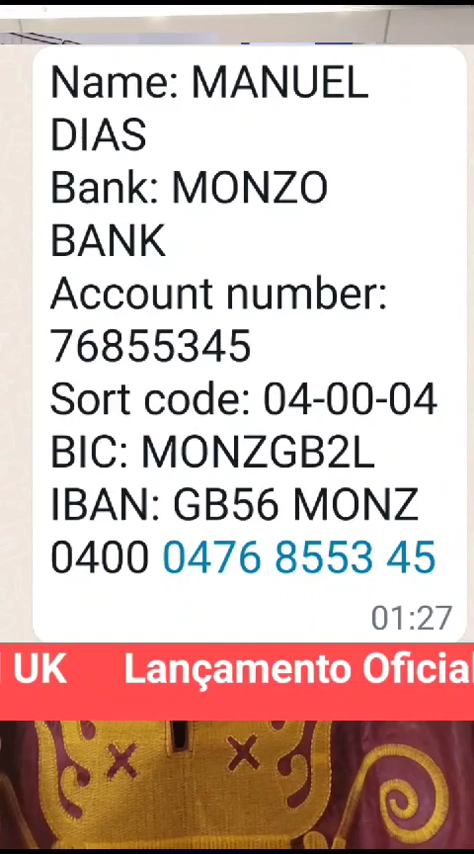 Name: MANUEL
DIAS
Bank: MONZO
BANK
Account number:
76855345
Sort code: 04-00-04
BIC: MONZGB2L
IBAN: GB56 MONZ
0400 0476 8553 45
01:27
UK Lançamento Oficial